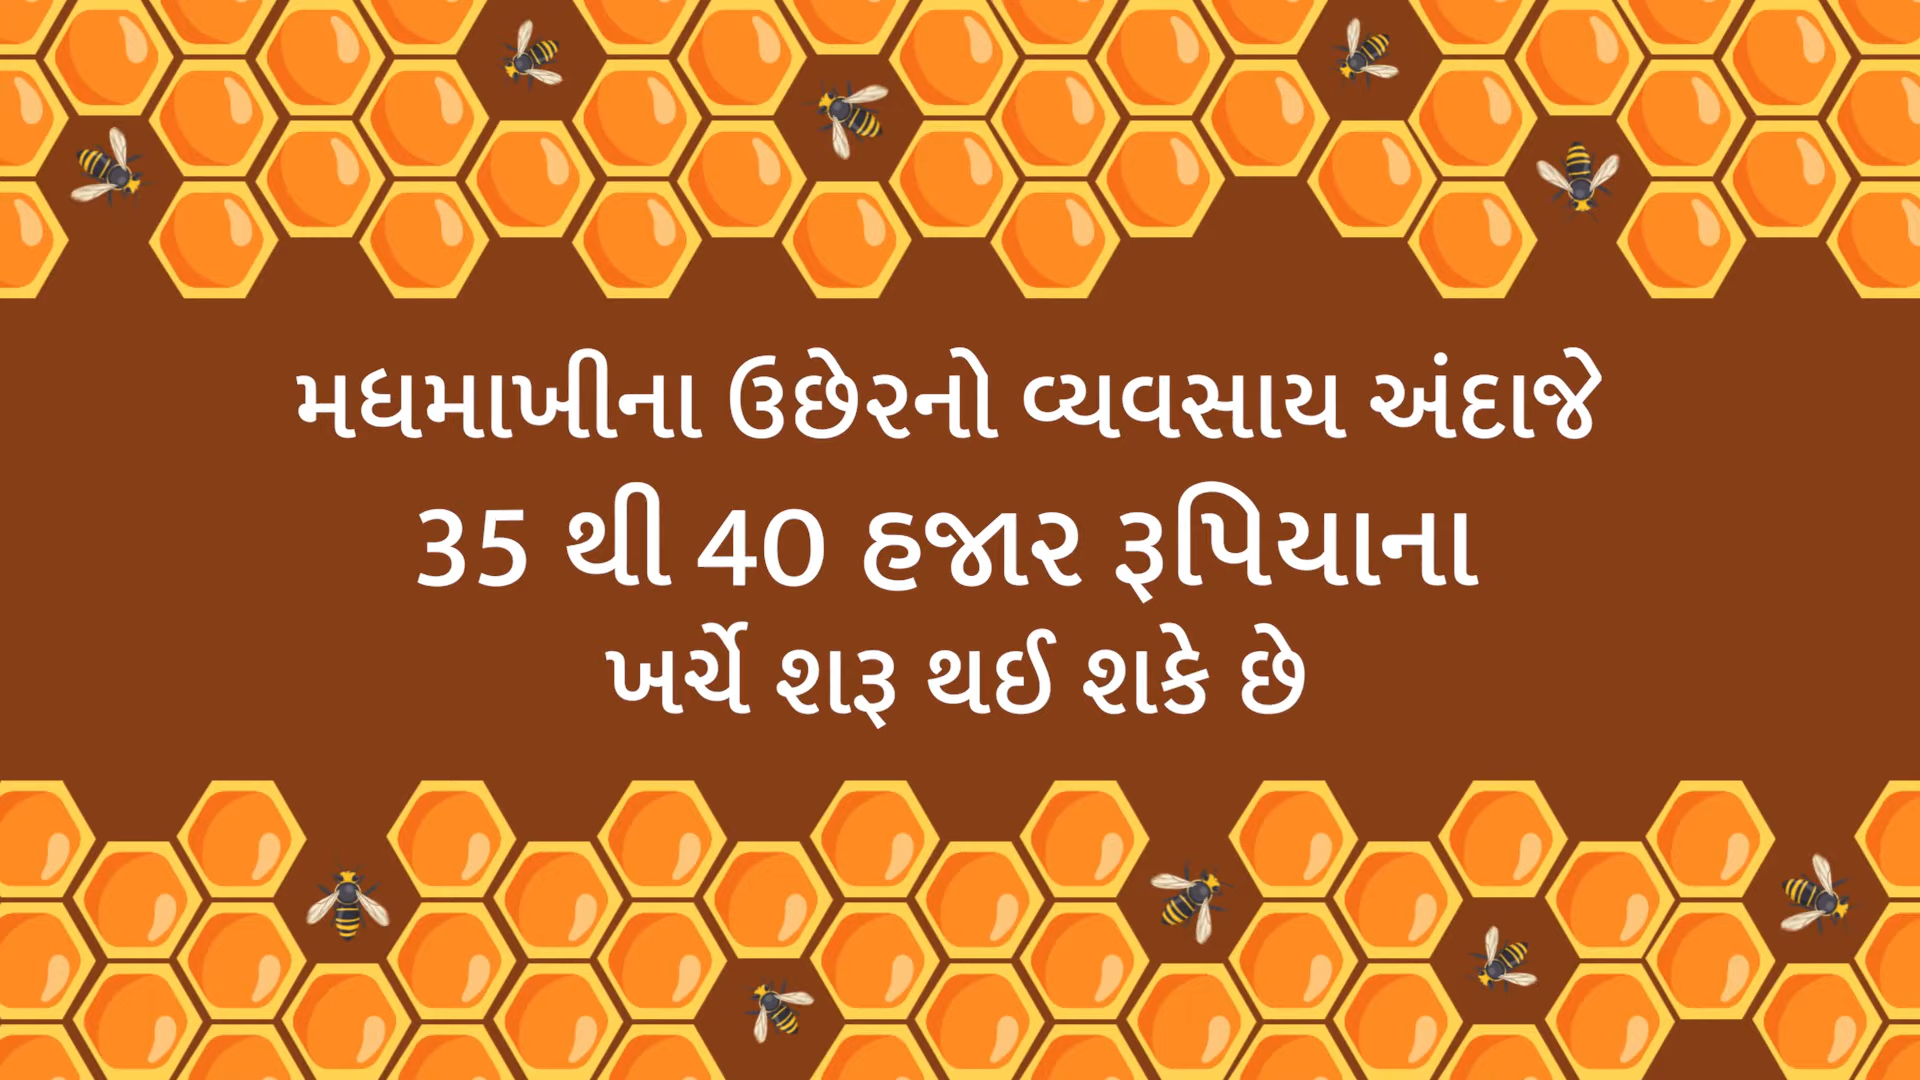 મધમાખીના ઉછેરનો વ્યવસાય અંદાજે
35 થી 40 હજાર રૂપિયાના
ખર્ચે શરૂ થઈ શકે છે